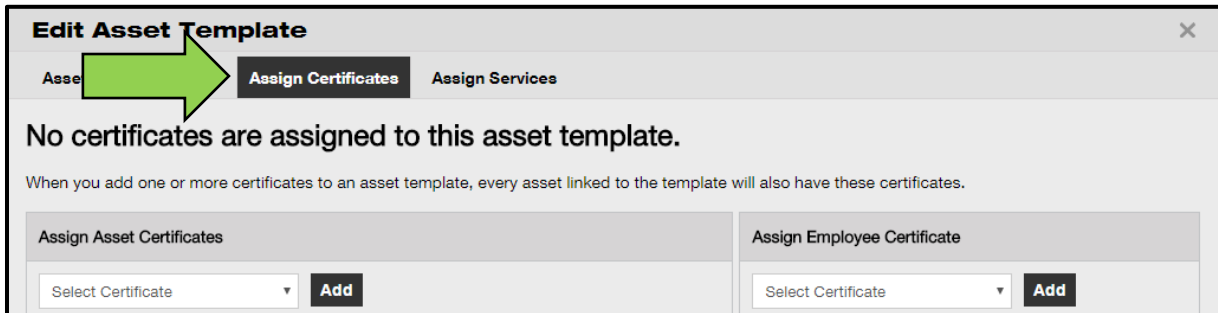 Edit Asset Template
Assign Certificates Assign Services
No certificates are assigned to this asset template.
When you add one or more certificates to an asset template, every asset linked to the template will also have these certificates.
Assign Asset Certificates
Assign Employee Certificate
Select Certificate Add
Select Certificate Add